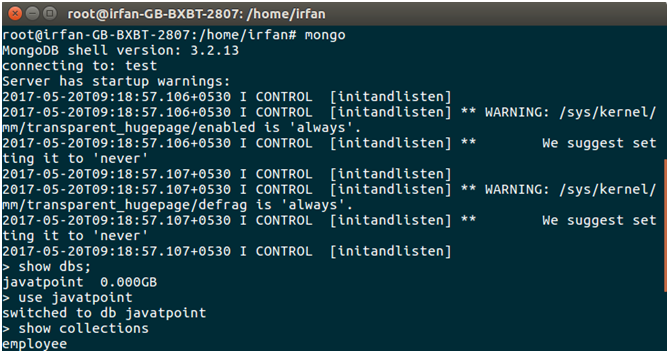 root@irfan-GB-BXBT-2807: /home/irfan
root@irfan-GB-BXBT-2807:/home/irfan# mongo
MongoDB shell version: 3.2.13
connecting to: test
Server has startup warnings:
2017-05-20T09:18:57.106+0530 I CONTROL  [initandlisten]
2017-05-20T09:18:57.106+0530 I CONTROL  [initandlisten] ** WARNING: /sys/kernel/
mm/transparent_hugepage/enabled is 'always'.
2017-05-20T09:18:57.106+0530 I CONTROL  [initandlisten] **        We suggest set
ting it to 'never'
2017-05-20T09:18:57.107+0530 I CONTROL  [initandlisten]
2017-05-20T09:18:57.107+0530 I CONTROL  [initandlisten] ** WARNING: /sys/kernel/
mm/transparent_hugepage/defrag is 'always'.
2017-05-20T09:18:57.107+0530 I CONTROL  [initandlisten] **        We suggest set
ting it to 'never'
2017-05-20T09:18:57.107+0530 I CONTROL  [initandlisten]
> show dbs;
javatpoint  0.000GB
> use javatpoint
switched to db javatpoint
> show collections
employee